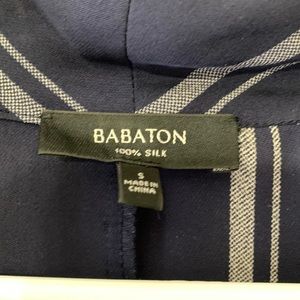 BABATON
100% SILK
S
MADE IN
CHINA